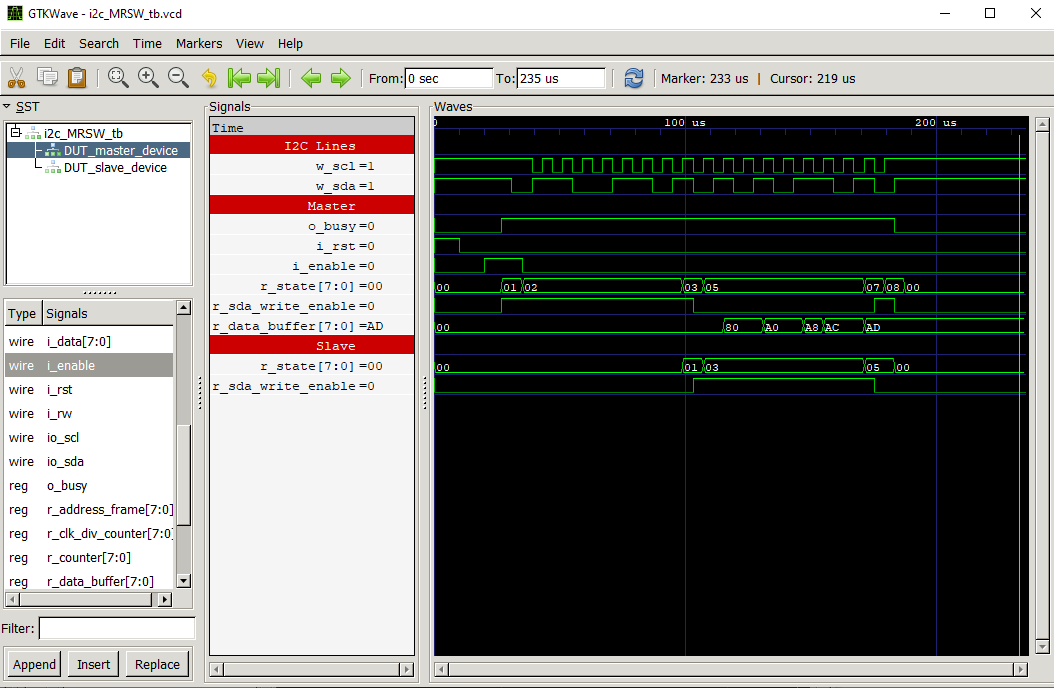 GTKWave - i2c_MRSW_tb.vcd
File Edit Search Time Markers View Help
From: 0 sec To: 235 us Marker: 233 us | Cursor: 219 us
SST
i2c_MRSW_tb
DUT_master_device
DUT_slave_device
Type Signals
wire i_data[7:0]
wire i_enable
wire i_rst
wire i_rw
wire io_scl
wire io_sda
reg o_busy
reg r_address_frame[7:0]
reg r_clk_div_counter[7:0]
reg r_counter[7:0]
reg r_data_buffer[7:0]
Filter:
Append Insert Replace
Signals
Time
I2C Lines
w_scl=1
w_sda=1
Master
o_busy=0
i_rst=0
i_enable=0
r_state[7:0]=00
r_sda_write_enable=0
r_data_buffer[7:0]=AD
Slave
r_state[7:0]=00
r_sda_write_enable=0
Waves
0 100 us 200 us
00 01 02 03 05 07 08 00
00 80 A0 A8 AC AD
00 01 03 05 00